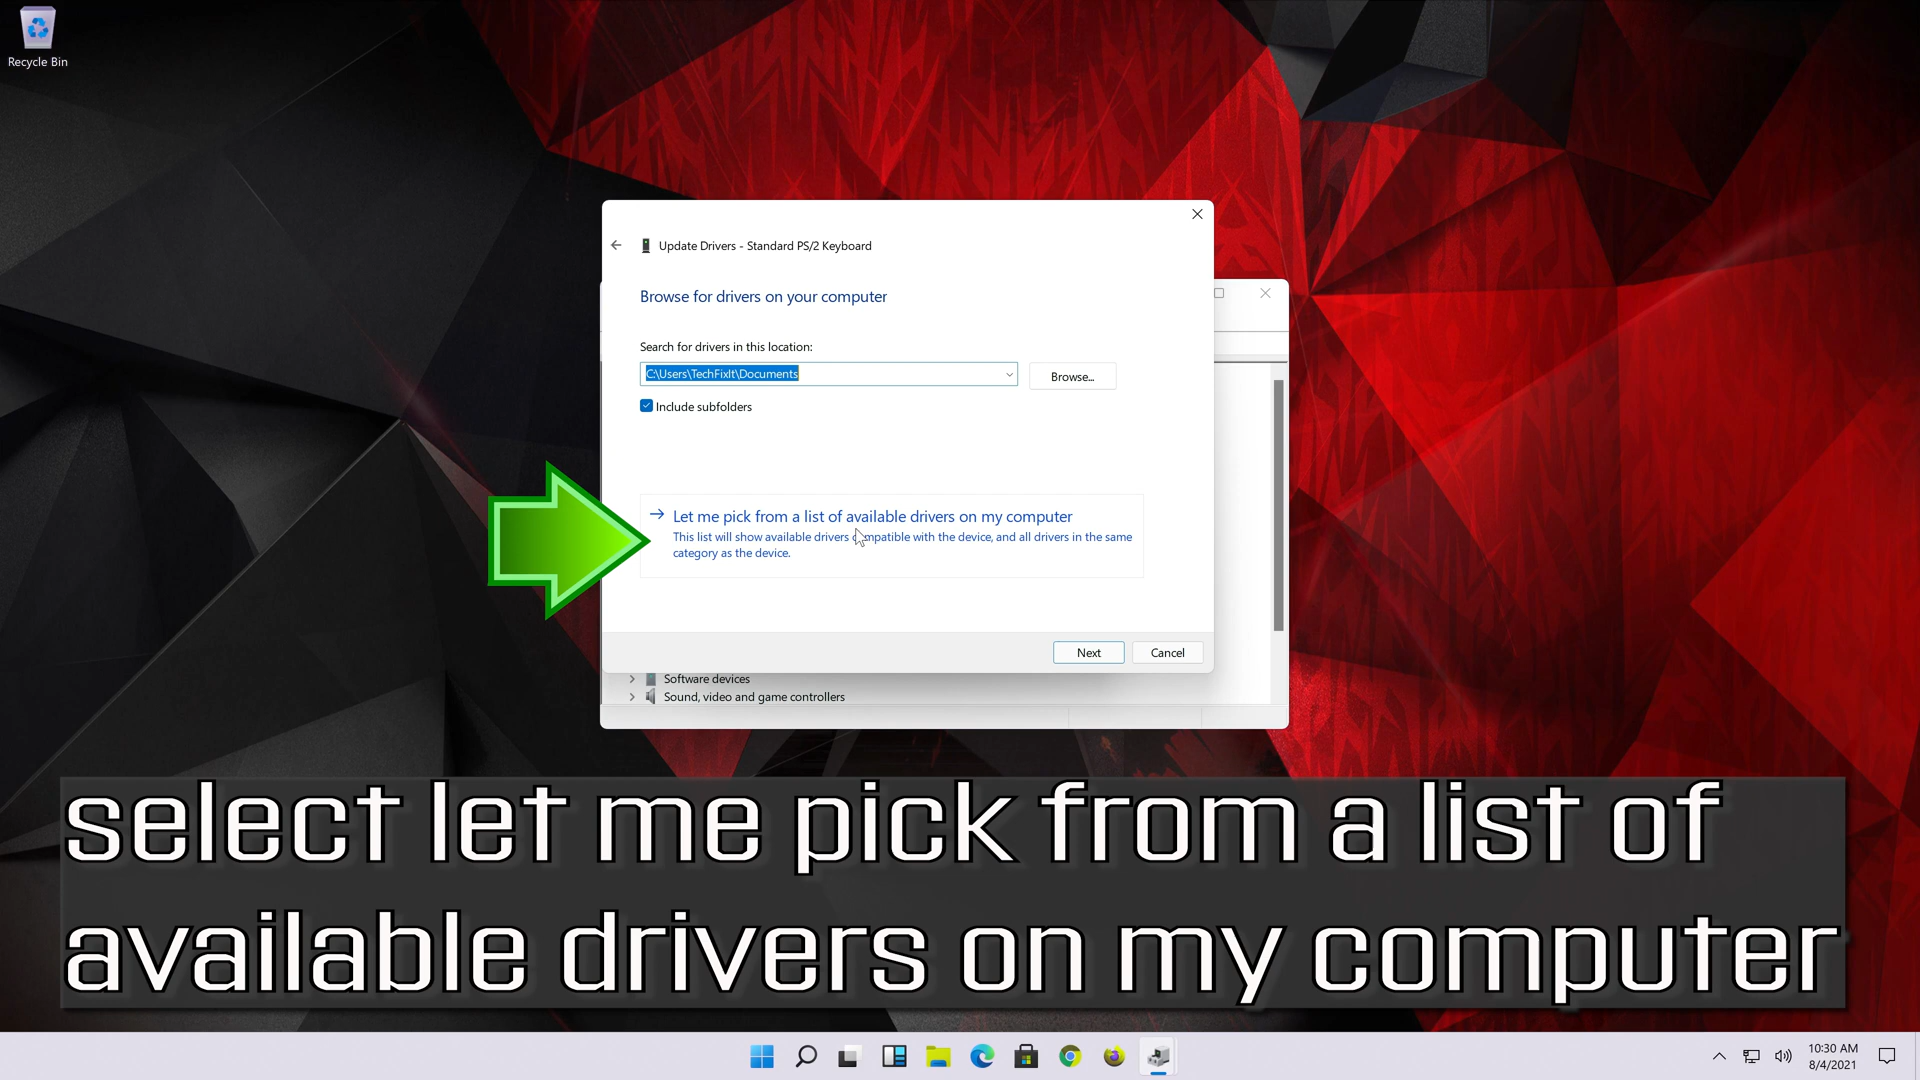 Recycle Bin
Update Drivers - Standard PS/2 Keyboard
Browse for drivers on your computer
Search for drivers in this location:
C:\Users\TechFixIt\Documents
Browse...
Include subfolders
Let me pick from a list of available drivers on my computer
This list will show available drivers compatible with the device, and all drivers in the same
category as the device.
Next
Cancel
Software devices
Sound, video and game controllers
select let me pick from a list of
available drivers on my computer
10:30 AM
8/4/2021